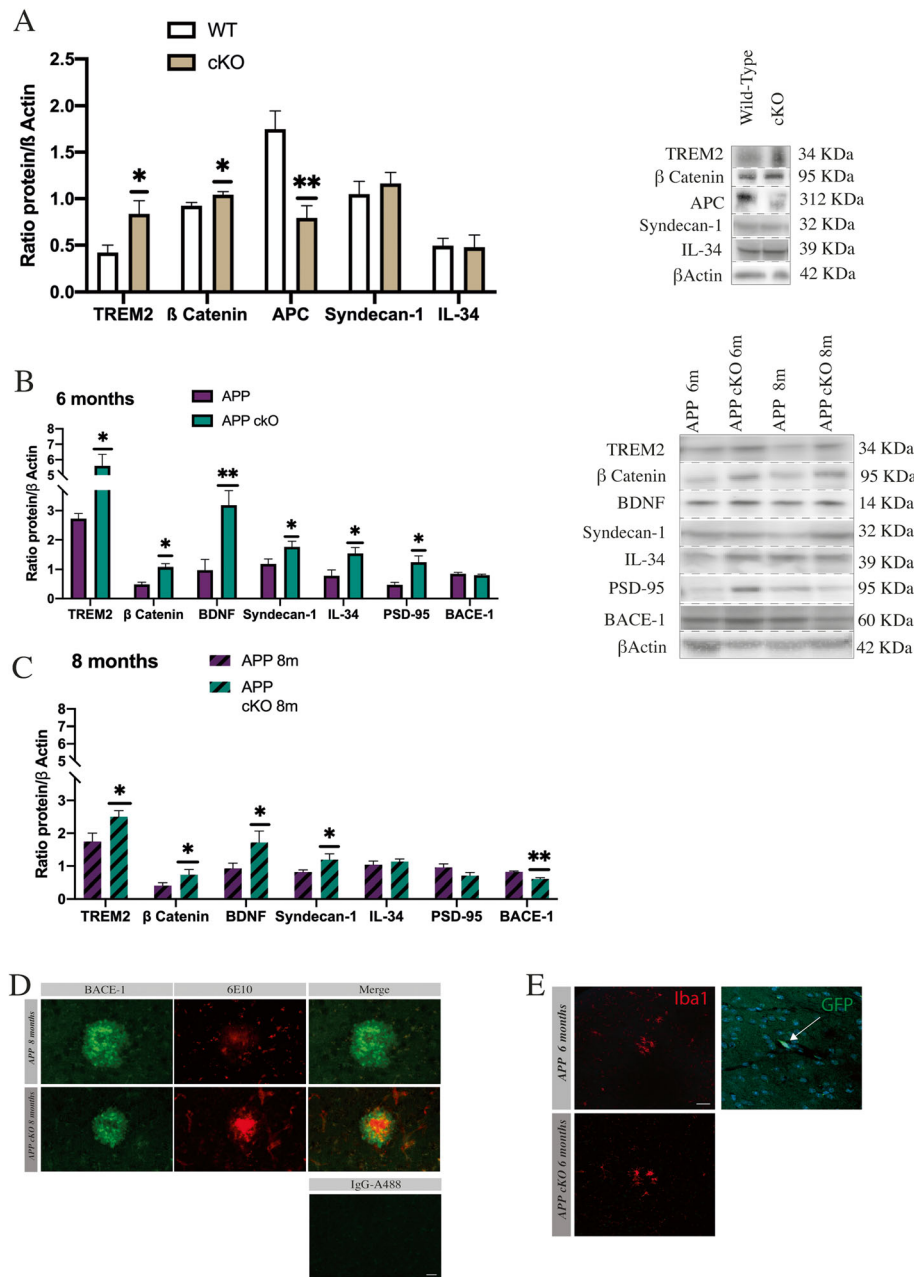 A
WT
cKO
Ratio protein/ß Actin
2.5
2.0
1.5
1.0
0.5
0.0
* * **
TREM2 ß Catenin APC Syndecan-1 IL-34
Wild-Type cKO
TREM2 34 KDa
β Catenin 95 KDa
APC 312 KDa
Syndecan-1 32 KDa
IL-34 39 KDa
βActin 42 KDa
B
6 months
APP
APP ckO
Ratio protein/β Actin
8
7
6
5
3
2
1
0
* * ** * * *
TREM2 β Catenin BDNF Syndecan-1 IL-34 PSD-95 BACE-1
APP 6m APP cKO 6m APP 8m APP cKO 8m
TREM2 34 KDa
β Catenin 95 KDa
BDNF 14 KDa
Syndecan-1 32 KDa
IL-34 39 KDa
PSD-95 95 KDa
BACE-1 60 KDa
βActin 42 KDa
C
8 months
APP 8m
APP
cKO 8m
Ratio protein/β Actin
8
7
6
5
3
2
1
0
* * * * **
TREM2 β Catenin BDNF Syndecan-1 IL-34 PSD-95 BACE-1
D
BACE-1 6E10 Merge
APP 8 months
APP cKO 8 months
IgG-A488
E
APP 6 months
Iba1
GFP
APP cKO 6 months